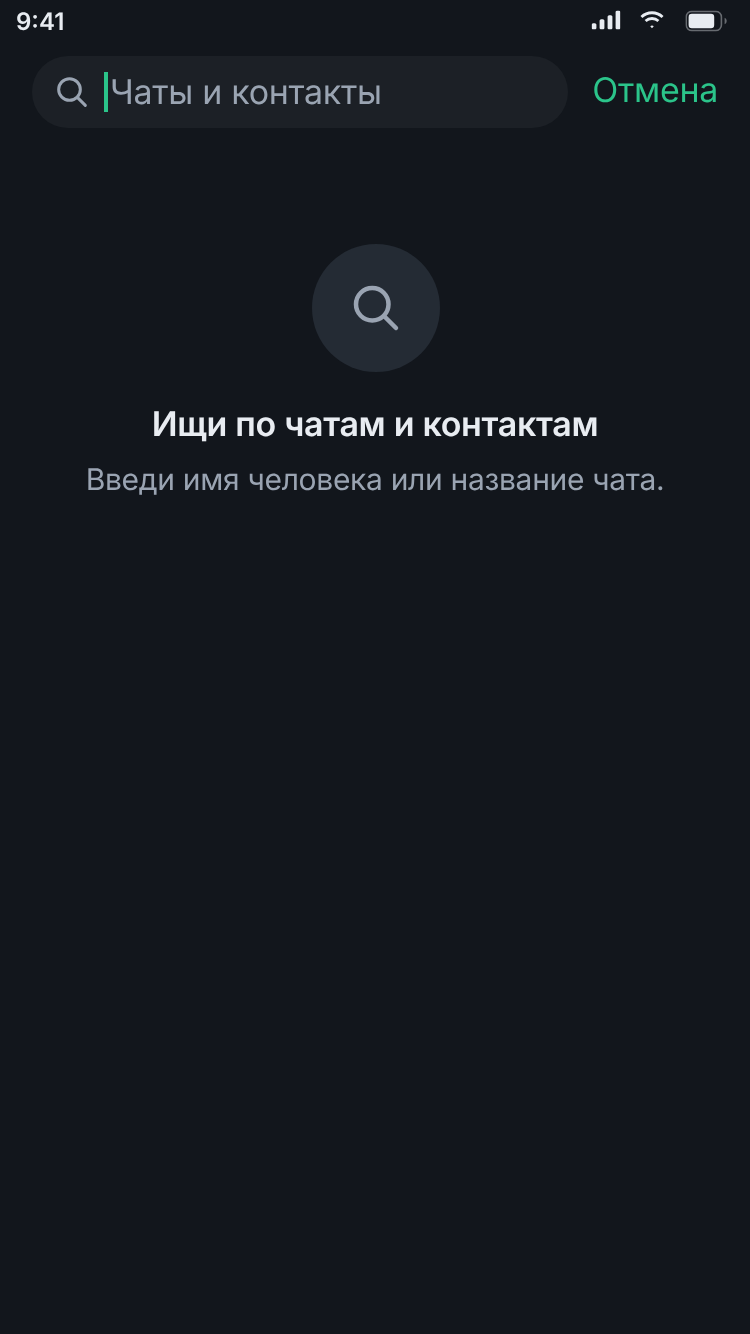 9:41
Чаты и контакты
Отмена
Ищи по чатам и контактам
Введи имя человека или название чата.